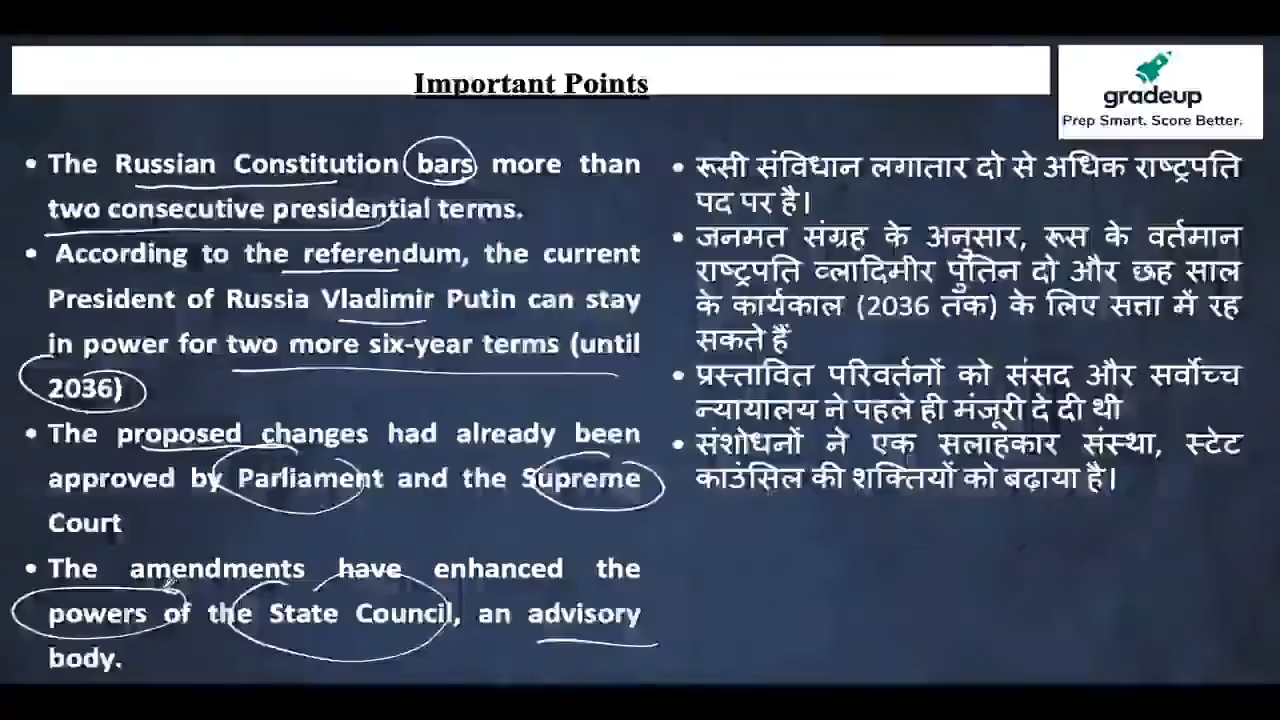 Important Points
gradeup
Prep Smart. Score Better.
• The Russian Constitution bars more than
two consecutive presidential terms.
• According to the referendum, the current
President of Russia Vladimir Putin can stay
in power for two more six-year terms (until
2036)
• The proposed changes had already been
approved by Parliament and the Supreme
Court
• The amendments have enhanced the
powers of the State Council, an advisory
body.
• रूसी संविधान लगातार दो से अधिक राष्ट्रपति
पद पर है।
• जनमत संग्रह के अनुसार, रूस के वर्तमान
राष्ट्रपति व्लादिमीर पुतिन दो और छह साल
के कार्यकाल (2036 तक) के लिए सत्ता में रह
सकते हैं
• प्रस्तावित परिवर्तनों को संसद और सर्वोच्च
न्यायालय ने पहले ही मंजूरी दे दी थी
• संशोधनों ने एक सलाहकार संस्था, स्टेट
काउंसिल की शक्तियों को बढ़ाया है।